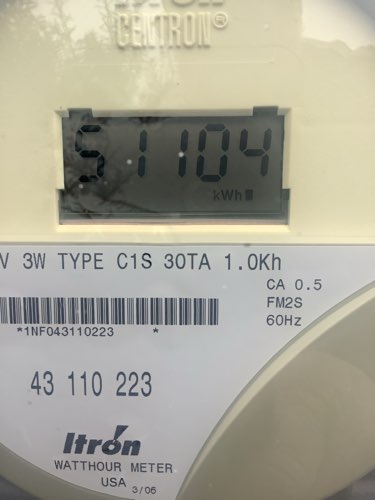 CENTRON®
51104
kWh
V 3W TYPE C1S 30TA 1.0Kh
CA 0.5
FM2S
60Hz
*1NF043110223 *
43 110 223
Itrón
WATTHOUR METER
USA 3/06